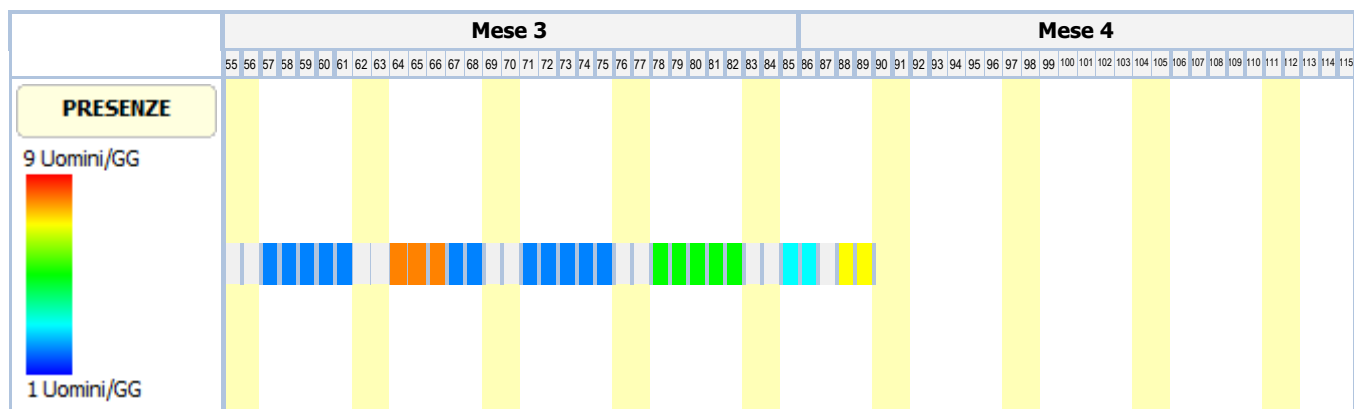 Mese 3 Mese 4
55 56 57 58 59 60 61 62 63 64 65 66 67 68 69 70 71 72 73 74 75 76 77 78 79 80 81 82 83 84 85 86 87 88 89 90 91 92 93 94 95 96 97 98 99 100 101 102 103 104 105 106 107 108 109 110 111 112 113 114 115
PRESENZE
9 Uomini/GG
1 Uomini/GG